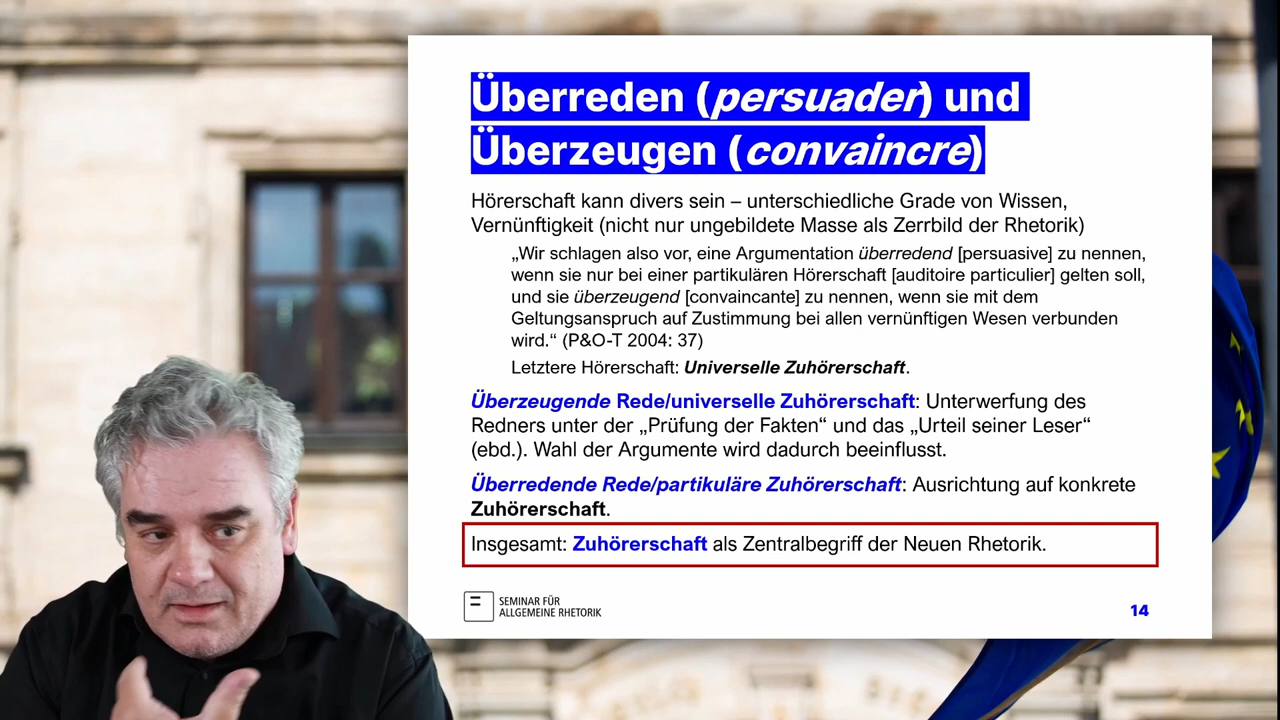 Überreden (persuader) und
Überzeugen (convaincre)
Hörerschaft kann divers sein – unterschiedliche Grade von Wissen,
Vernünftigkeit (nicht nur ungebildete Masse als Zerrbild der Rhetorik)
„Wir schlagen also vor, eine Argumentation überredend [persuasive] zu nennen,
wenn sie nur bei einer partikulären Hörerschaft [auditoire particulier] gelten soll,
und sie überzeugend [convaincante] zu nennen, wenn sie mit dem
Geltungsanspruch auf Zustimmung bei allen vernünftigen Wesen verbunden
wird.“ (P&O-T 2004: 37)
Letztere Hörerschaft: Universelle Zuhörerschaft.
Überzeugende Rede/universelle Zuhörerschaft: Unterwerfung des
Redners unter der „Prüfung der Fakten“ und das „Urteil seiner Leser“
(ebd.). Wahl der Argumente wird dadurch beeinflusst.
Überredende Rede/partikuläre Zuhörerschaft: Ausrichtung auf konkrete
Zuhörerschaft.
Insgesamt: Zuhörerschaft als Zentralbegriff der Neuen Rhetorik.
SEMINAR FÜR
ALLGEMEINE RHETORIK
14